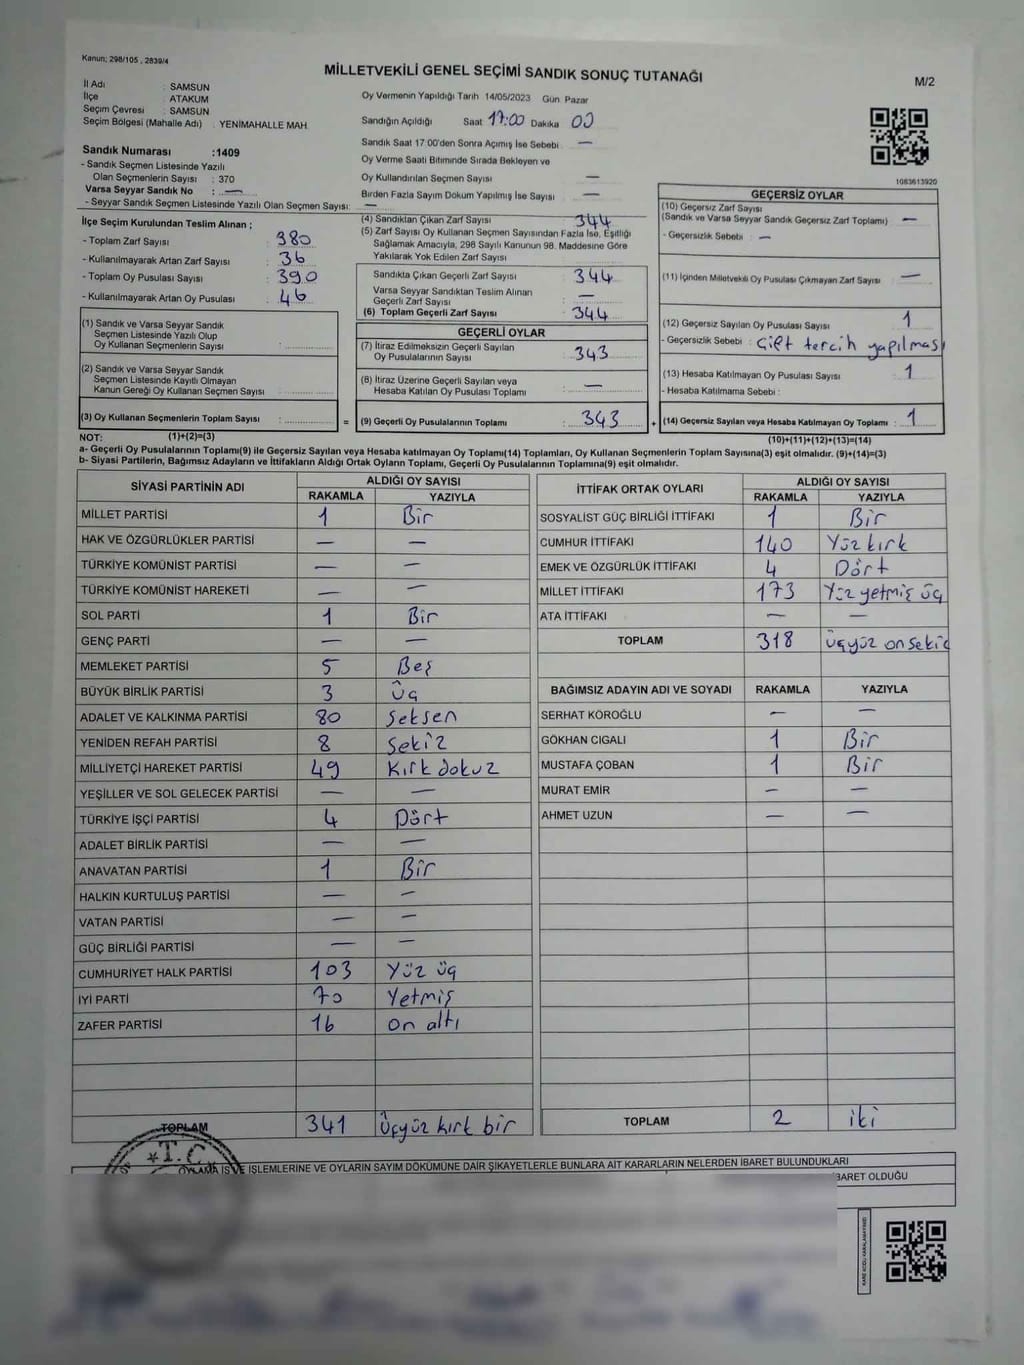 Kanun; 298/105 , 2839/4
MİLLETVEKİLİ GENEL SEÇİMİ SANDIK SONUÇ TUTANAĞI
M/2
İl Adı : SAMSUN
İlçe : ATAKUM
Seçim Çevresi : SAMSUN
Seçim Bölgesi (Mahalle Adı) : YENİMAHALLE MAH.
Sandık Numarası :1409
- Sandık Seçmen Listesinde Yazılı
Olan Seçmenlerin Sayısı : 370
Varsa Seyyar Sandık No : —
- Seyyar Sandık Seçmen Listesinde Yazılı Olan Seçmen Sayısı: —
Oy Vermenin Yapıldığı Tarih 14/05/2023 Gün Pazar
Sandığın Açıldığı Saat 17:00 Dakika 00
Sandık Saat 17:00'den Sonra Açımış İse Sebebi : —
Oy Verme Saati Bitiminde Sırada Bekleyen ve
Oy Kullandırılan Seçmen Sayısı : —
Birden Fazla Sayım Döküm Yapılmış İse Sayısı : —
1083613920
İlçe Seçim Kurulundan Teslim Alınan ;
- Toplam Zarf Sayısı : 380
- Kullanılmayarak Artan Zarf Sayısı : 36
- Toplam Oy Pusulası Sayısı : 390
- Kullanılmayarak Artan Oy Pusulası : 46
(1) Sandık ve Varsa Seyyar Sandık
Seçmen Listesinde Yazılı Olup
Oy Kullanan Seçmenlerin Sayısı :
(2) Sandık ve Varsa Seyyar Sandık
Seçmen Listesinde Kayıtlı Olmayan
Kanun Gereği Oy Kullanan Seçmen Sayısı :
(3) Oy Kullanan Seçmenlerin Toplam Sayısı : =
(4) Sandıktan Çıkan Zarf Sayısı : 344
(5) Zarf Sayısı Oy Kullanan Seçmen Sayısından Fazla İse, Eşitliği
Sağlamak Amacıyla, 298 Sayılı Kanunun 98. Maddesine Göre
Yakılarak Yok Edilen Zarf Sayısı :
Sandıkta Çıkan Geçerli Zarf Sayısı : 344
Varsa Seyyar Sandıktan Teslim Alınan
Geçerli Zarf Sayısı : —
(6) Toplam Geçerli Zarf Sayısı : 344
GEÇERLİ OYLAR
(7) İtiraz Edilmeksizin Geçerli Sayılan
Oy Pusulalarının Sayısı : 343
(8) İtiraz Üzerine Geçerli Sayılan veya
Hesaba Katılan Oy Pusulaları Toplamı : —
(9) Geçerli Oy Pusulalarının Toplamı : 343 +
GEÇERSİZ OYLAR
(10) Geçersiz Zarf Sayısı
(Sandık ve Varsa Seyyar Sandık Geçersiz Zarf Toplamı) : —
- Geçersizlik Sebebi : —
(11) İçinden Milletvekili Oy Pusulası Çıkmayan Zarf Sayısı : —
(12) Geçersiz Sayılan Oy Pusulası Sayısı : 1
- Geçersizlik Sebebi : Çift tercih yapılması
(13) Hesaba Katılmayan Oy Pusulası Sayısı : 1
- Hesaba Katılmama Sebebi :
(14) Geçersiz Sayılan veya Hesaba Katılmayan Oy Toplamı : 1
NOT: (1)+(2)=(3) (10)+(11)+(12)+(13)=(14)
a- Geçerli Oy Pusulalarının Toplamı(9) ile Geçersiz Sayılan veya Hesaba katılmayan Oy Toplamı(14) Toplamları, Oy Kullanan Seçmenlerin Toplam Sayısına(3) eşit olmalıdır. (9)+(14)=(3)
b- Siyasi Partilerin, Bağımsız Adayların ve İttifakların Aldığı Ortak Oyların Toplamı, Geçerli Oy Pusulalarının Toplamına(9) eşit olmalıdır.
SİYASİ PARTİNİN ADI ALDIĞI OY SAYISI
RAKAMLA YAZIYLA
MİLLET PARTİSİ 1 Bir
HAK VE ÖZGÜRLÜKLER PARTİSİ — —
TÜRKİYE KOMÜNİST PARTİSİ — —
TÜRKİYE KOMÜNİST HAREKETİ — —
SOL PARTİ 1 Bir
GENÇ PARTİ — —
MEMLEKET PARTİSİ 5 Beş
BÜYÜK BİRLİK PARTİSİ 3 Üç
ADALET VE KALKINMA PARTİSİ 80 Seksen
YENİDEN REFAH PARTİSİ 8 Sekiz
MİLLİYETÇİ HAREKET PARTİSİ 49 Kırk dokuz
YEŞİLLER VE SOL GELECEK PARTİSİ — —
TÜRKİYE İŞÇİ PARTİSİ 4 Dört
ADALET BİRLİK PARTİSİ — —
ANAVATAN PARTİSİ 1 Bir
HALKIN KURTULUŞ PARTİSİ — —
VATAN PARTİSİ — —
GÜÇ BİRLİĞİ PARTİSİ — —
CUMHURİYET HALK PARTİSİ 103 Yüz üç
İYİ PARTİ 70 Yetmiş
ZAFER PARTİSİ 16 On altı
TOPLAM 341 Üçyüz kırk bir
İTTİFAK ORTAK OYLARI ALDIĞI OY SAYISI
RAKAMLA YAZIYLA
SOSYALİST GÜÇ BİRLİĞİ İTTİFAKI 1 Bir
CUMHUR İTTİFAKI 140 Yüz kırk
EMEK VE ÖZGÜRLÜK İTTİFAKI 4 Dört
MİLLET İTTİFAKI 173 Yüz yetmiş üç
ATA İTTİFAKI — —
TOPLAM 318 Üçyüz onsekiz
BAĞIMSIZ ADAYIN ADI VE SOYADI RAKAMLA YAZIYLA
SERHAT KÖROĞLU — —
GÖKHAN CIGALI 1 Bir
MUSTAFA ÇOBAN 1 Bir
MURAT EMİR — —
AHMET UZUN — —
TOPLAM 2 iki
T.C.
İŞLEMLERİNE VE OYLARIN SAYIM DÖKÜMÜNE DAİR ŞİKAYETLERLE BUNLARA AİT KARARLARIN NELERDEN İBARET BULUNDUKLARI
İBARET OLDUĞU